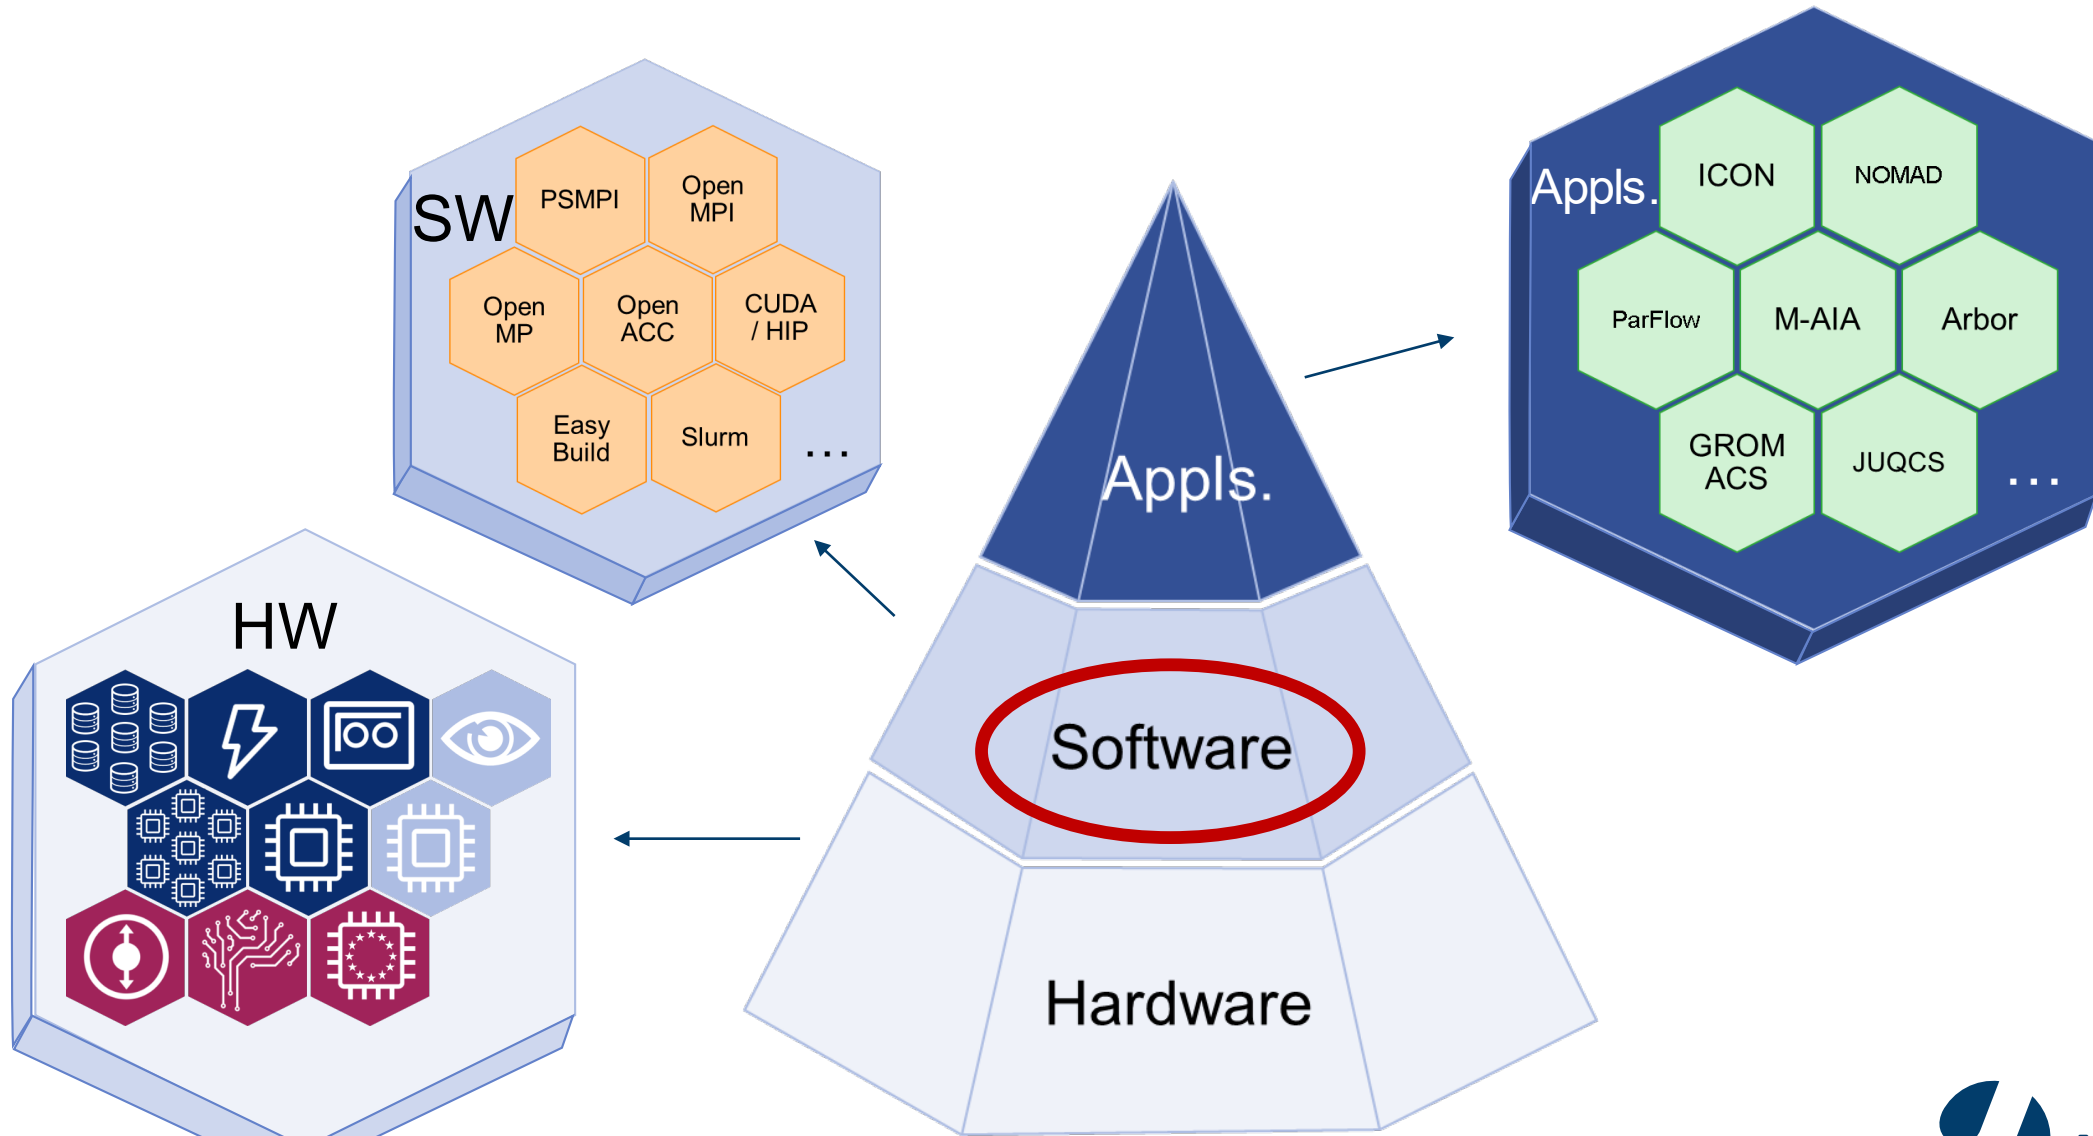 SW
PSMPI
Open
MPI
Open
MP
Open
ACC
CUDA
/ HIP
Easy
Build
Slurm
...
HW
Appls.
Software
Hardware
Appls.
ICON
NOMAD
ParFlow
M-AIA
Arbor
GROM
ACS
JUQCS
...